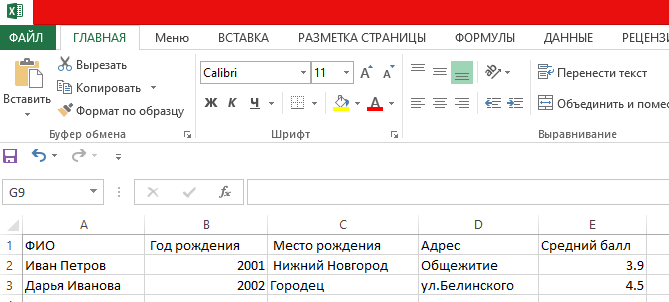 ФАЙЛ ГЛАВНАЯ Меню ВСТАВКА РАЗМЕТКА СТРАНИЦЫ ФОРМУЛЫ ДАННЫЕ РЕЦЕНЗИ
Вставить
Вырезать
Копировать
Формат по образцу
Буфер обмена
Calibri 11
Ж К Ч
Шрифт
Перенести текст
Объединить и помес
Выравнивание
G9 fx
A B C D E
1 ФИО Год рождения Место рождения Адрес Средний балл
2 Иван Петров 2001 Нижний Новгород Общежитие 3.9
3 Дарья Иванова 2002 Городец ул.Белинского 4.5